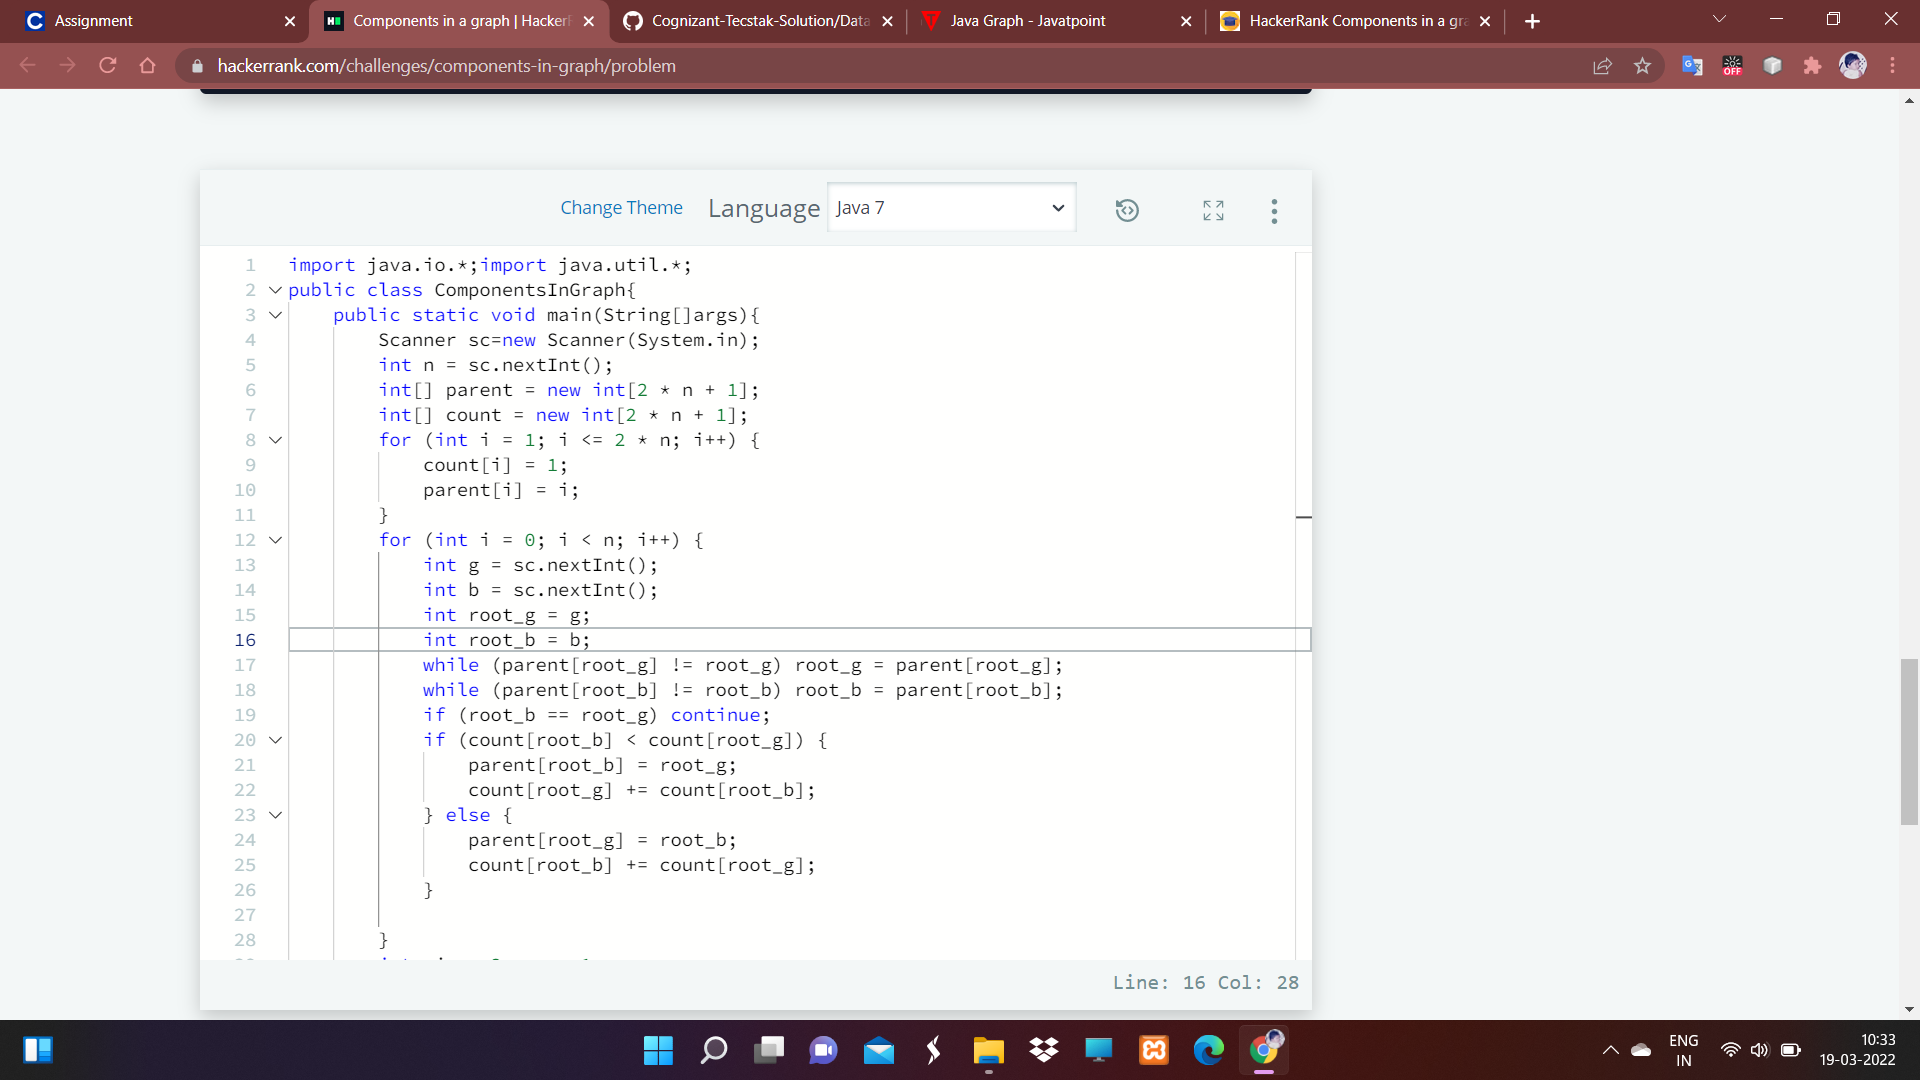 Assignment
Components in a graph | HackerR
Cognizant-Tecstak-Solution/Data
Java Graph - Javatpoint
HackerRank Components in a gra
hackerrank.com/challenges/components-in-graph/problem
OFF
Change Theme
Language
Java 7
1 import java.io.*;import java.util.*;
2 public class ComponentsInGraph{
3 public static void main(String[]args){
4 Scanner sc=new Scanner(System.in);
5 int n = sc.nextInt();
6 int[] parent = new int[2 * n + 1];
7 int[] count = new int[2 * n + 1];
8 for (int i = 1; i <= 2 * n; i++) {
9 count[i] = 1;
10 parent[i] = i;
11 }
12 for (int i = 0; i < n; i++) {
13 int g = sc.nextInt();
14 int b = sc.nextInt();
15 int root_g = g;
16 int root_b = b;
17 while (parent[root_g] != root_g) root_g = parent[root_g];
18 while (parent[root_b] != root_b) root_b = parent[root_b];
19 if (root_b == root_g) continue;
20 if (count[root_b] < count[root_g]) {
21 parent[root_b] = root_g;
22 count[root_g] += count[root_b];
23 } else {
24 parent[root_g] = root_b;
25 count[root_b] += count[root_g];
26 }
27
28 }
Line: 16 Col: 28
ENG
IN
10:33
19-03-2022